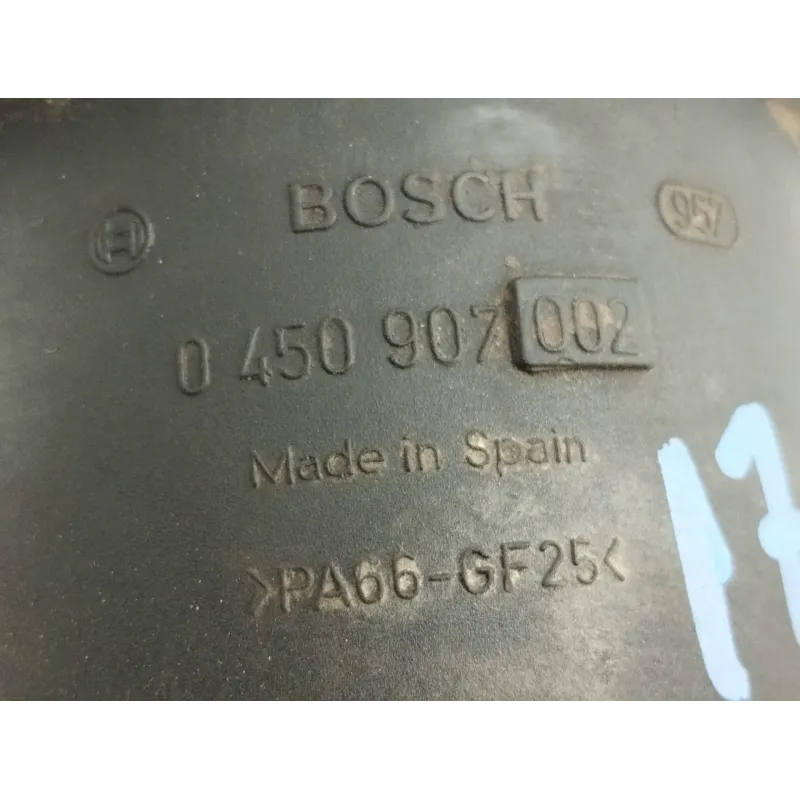 BOSCH 957
0 450 907 002
Made in Spain
>PA66-GF25<